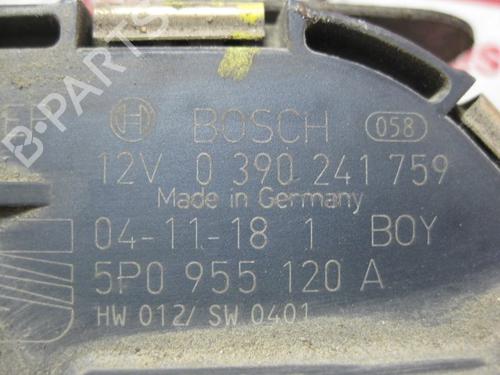 BOSCH 058
12V 0 390 241 759
Made in Germany
04-11-18 1 BOY
5P0 955 120 A
HW 012/ SW 0401